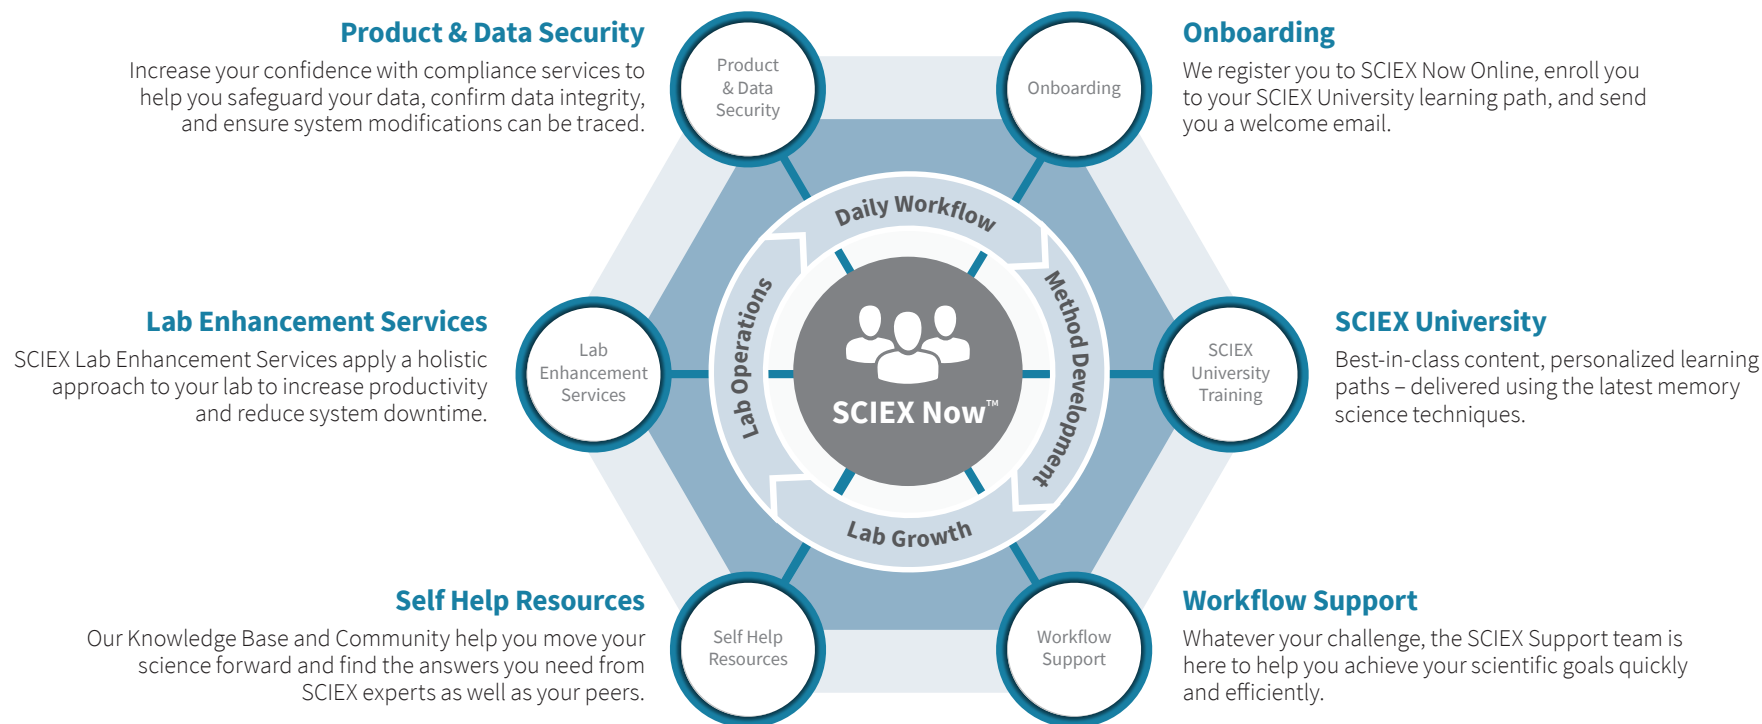 Product & Data Security
Increase your confidence with compliance services to
help you safeguard your data, confirm data integrity,
and ensure system modifications can be traced.
Product
& Data
Security
Onboarding
Onboarding
We register you to SCIEX Now Online, enroll you
to your SCIEX University learning path, and send
you a welcome email.
Daily Workflow
Lab Enhancement Services
SCIEX Lab Enhancement Services apply a holistic
approach to your lab to increase productivity
and reduce system downtime.
Lab
Enhancement
Services
Lab Operations
SCIEX Now™
Method Development
SCIEX
University
Training
SCIEX University
Best-in-class content, personalized learning
paths – delivered using the latest memory
science techniques.
Lab Growth
Self Help Resources
Our Knowledge Base and Community help you move your
science forward and find the answers you need from
SCIEX experts as well as your peers.
Self Help
Resources
Workflow
Support
Workflow Support
Whatever your challenge, the SCIEX Support team is
here to help you achieve your scientific goals quickly
and efficiently.